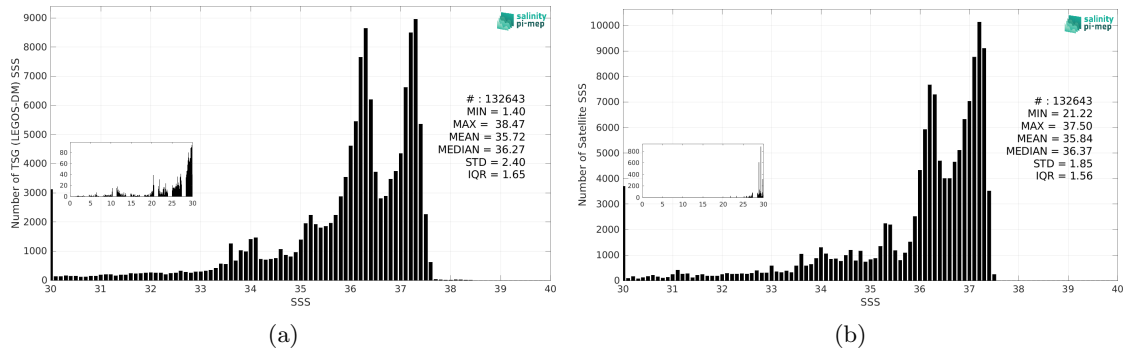 salinity
pi-mep
Number of TSG (LEGOS-DM) SSS
9000
8000
7000
6000
5000
4000
3000
2000
1000
0
# : 132643
MIN = 1.40
MAX = 38.47
MEAN = 35.72
MEDIAN = 36.27
STD = 2.40
IQR = 1.65
80
60
40
20
0
0 5 10 15 20 25 30
30 31 32 33 34 35 36 37 38 39 40
SSS
(a)
salinity
pi-mep
Number of Satellite SSS
10000
9000
8000
7000
6000
5000
4000
3000
2000
1000
0
# : 132643
MIN = 21.22
MAX = 37.50
MEAN = 35.84
MEDIAN = 36.37
STD = 1.85
IQR = 1.56
800
600
400
200
0
0 5 10 15 20 25 30
30 31 32 33 34 35 36 37 38 39 40
SSS
(b)